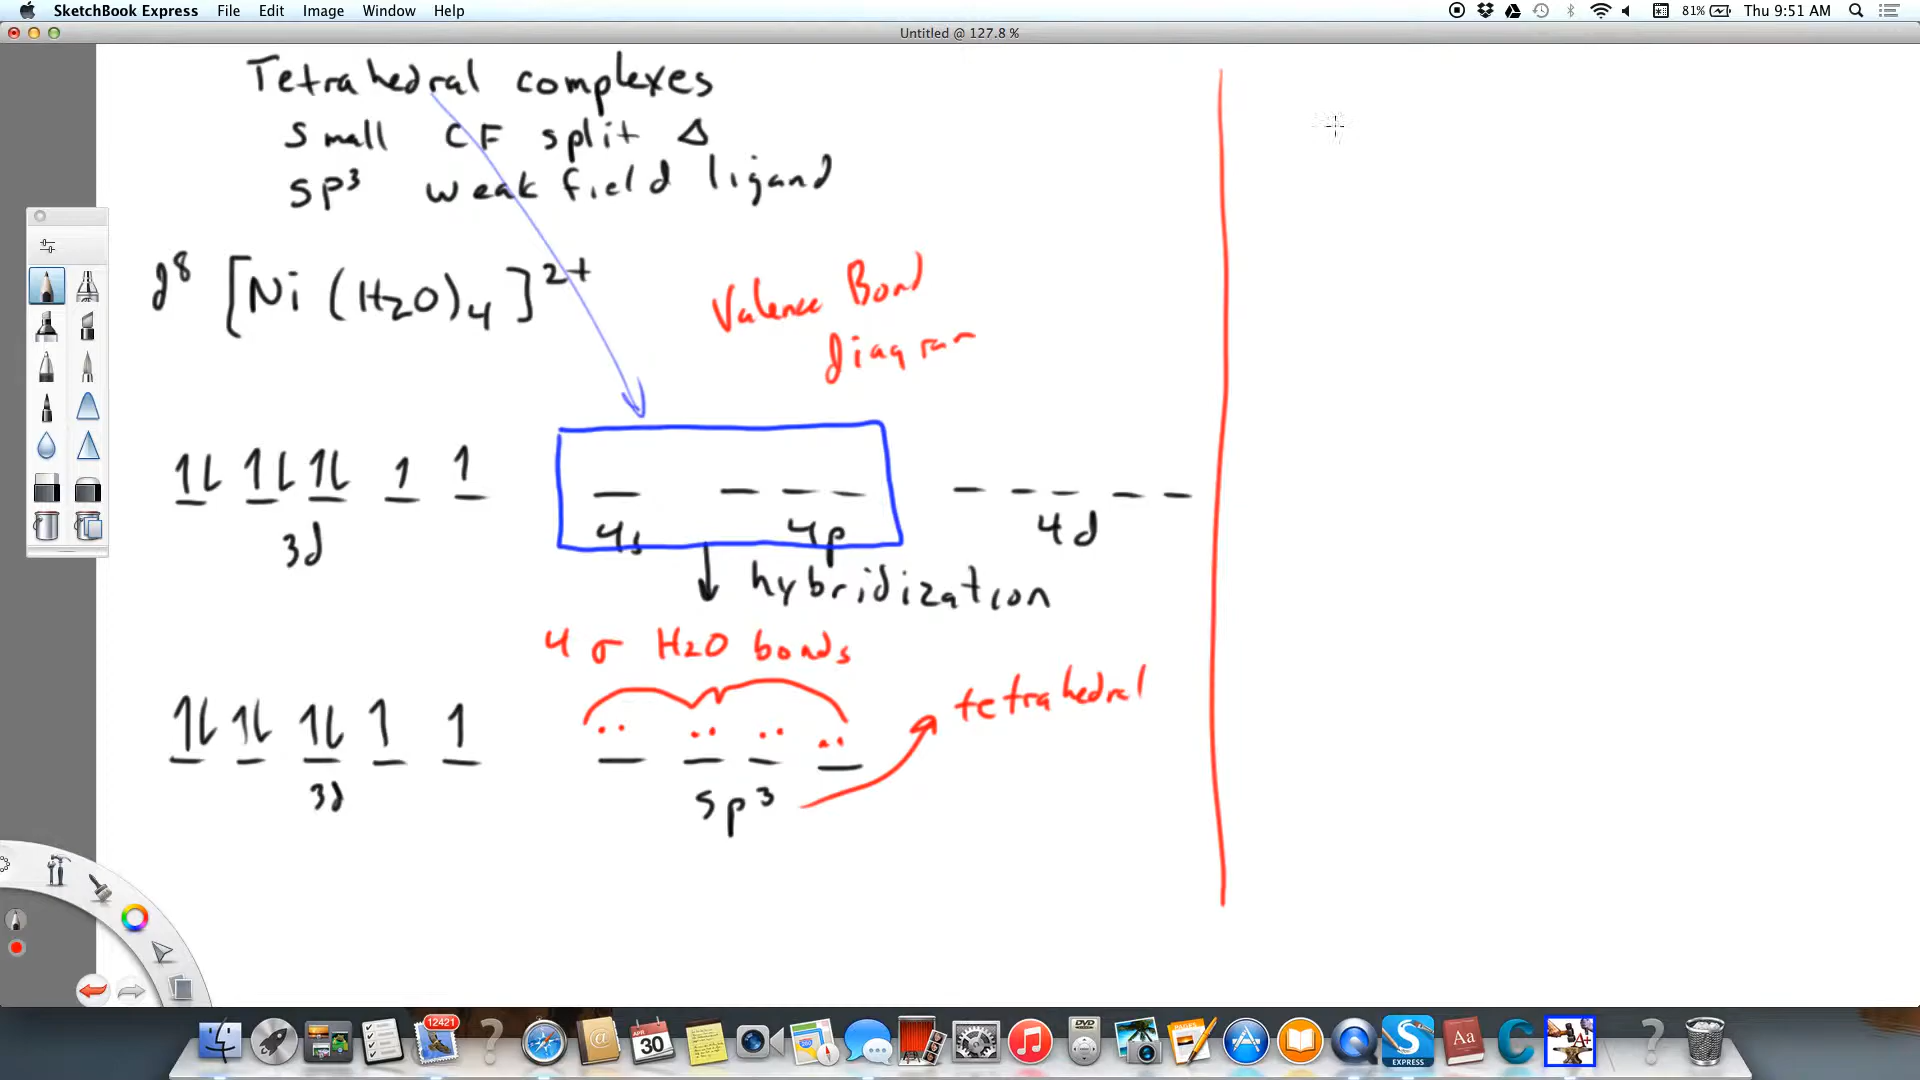 SketchBook Express File Edit Image Window Help 81% Thu 9:51 AM
Untitled @ 127.8 %
Tetrahedral complexes
Small CF split Δ
sp³ weak field ligand
d⁸ [Ni(H₂O)₄]²⁺
Valence Bond
diagram
1l 1l 1l 1 1
3d 4s 4p 4d
hybridization
4 σ H₂O bonds
tetrahedral
1l 1l 1l 1 1
3d sp³
12421
APR
30
EXPRESS